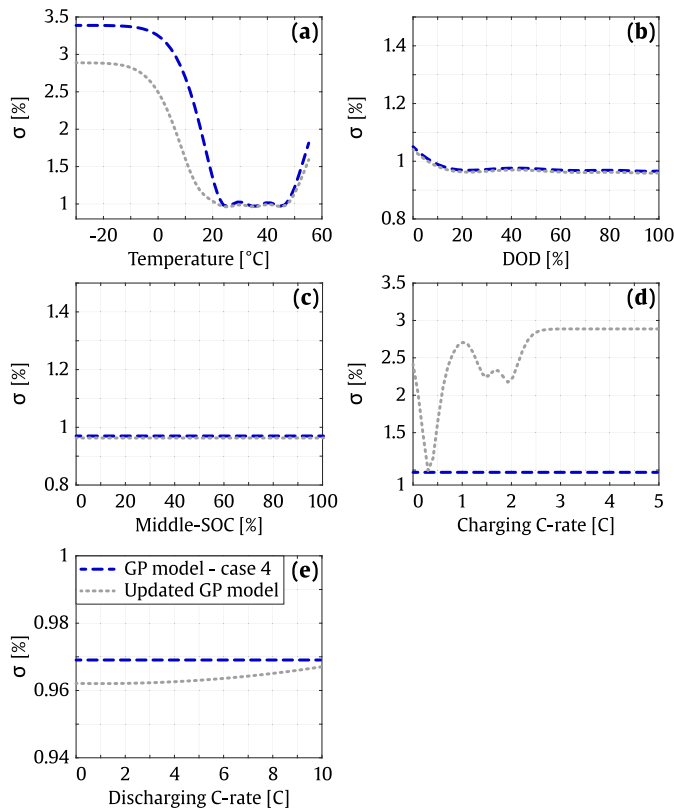 (a)
3.5
3
2.5
2
1.5
1
σ [%]
-20 0 20 40 60
Temperature [°C]
(b)
1.4
1.2
1
0.8
σ [%]
0 20 40 60 80 100
DOD [%]
(c)
1.4
1.2
1
0.8
σ [%]
0 20 40 60 80 100
Middle-SOC [%]
(d)
3.5
3
2.5
2
1.5
1
σ [%]
0 1 2 3 4 5
Charging C-rate [C]
(e)
GP model - case 4
Updated GP model
1
0.98
0.96
0.94
σ [%]
0 2 4 6 8 10
Discharging C-rate [C]